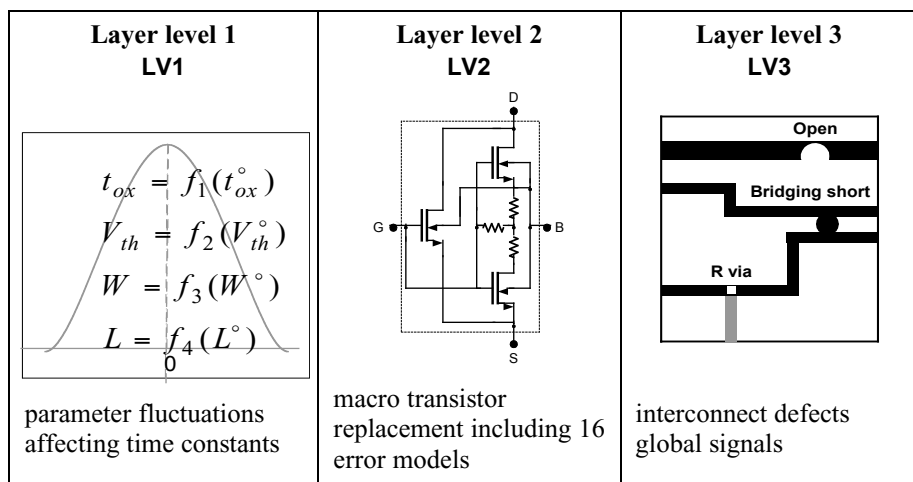 Layer level 1
LV1
t_ox = f_1(t°_ox)
V_th = f_2(V°_th)
W = f_3(W°)
L = f_4(L°)
0
parameter fluctuations
affecting time constants
Layer level 2
LV2
D
G
B
S
macro transistor
replacement including 16
error models
Layer level 3
LV3
Open
Bridging short
R via
interconnect defects
global signals